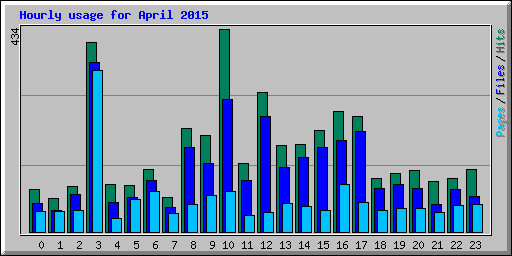 Hourly usage for April 2015
434
Pages / Files / Hits
0 1 2 3 4 5 6 7 8 9 10 11 12 13 14 15 16 17 18 19 20 21 22 23